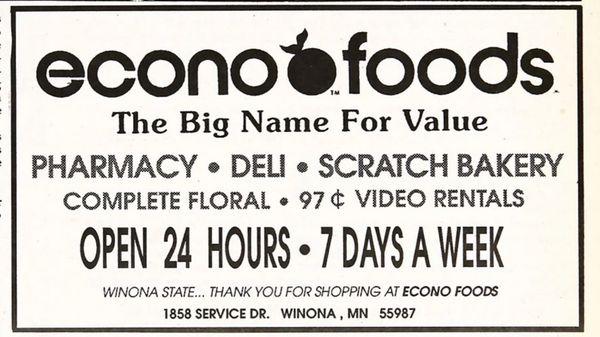 econo foods™
The Big Name For Value
PHARMACY • DELI • SCRATCH BAKERY
COMPLETE FLORAL • 97¢ VIDEO RENTALS
OPEN 24 HOURS • 7 DAYS A WEEK
WINONA STATE... THANK YOU FOR SHOPPING AT ECONO FOODS
1858 SERVICE DR. WINONA, MN 55987